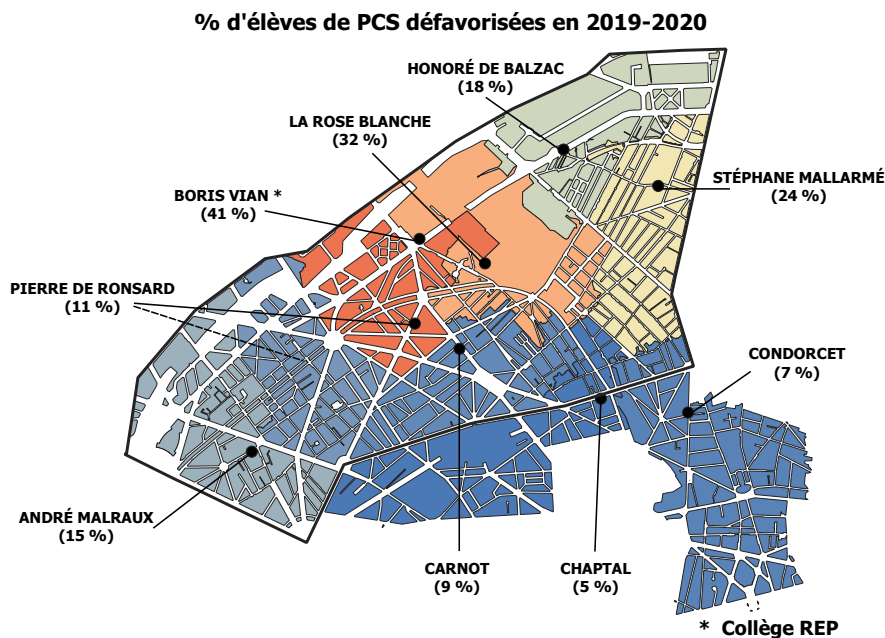 % d'élèves de PCS défavorisées en 2019-2020
HONORÉ DE BALZAC
(18 %)
LA ROSE BLANCHE
(32 %)
STÉPHANE MALLARMÉ
(24 %)
BORIS VIAN *
(41 %)
PIERRE DE RONSARD
(11 %)
CONDORCET
(7 %)
ANDRÉ MALRAUX
(15 %)
CARNOT
(9 %)
CHAPTAL
(5 %)
* Collège REP